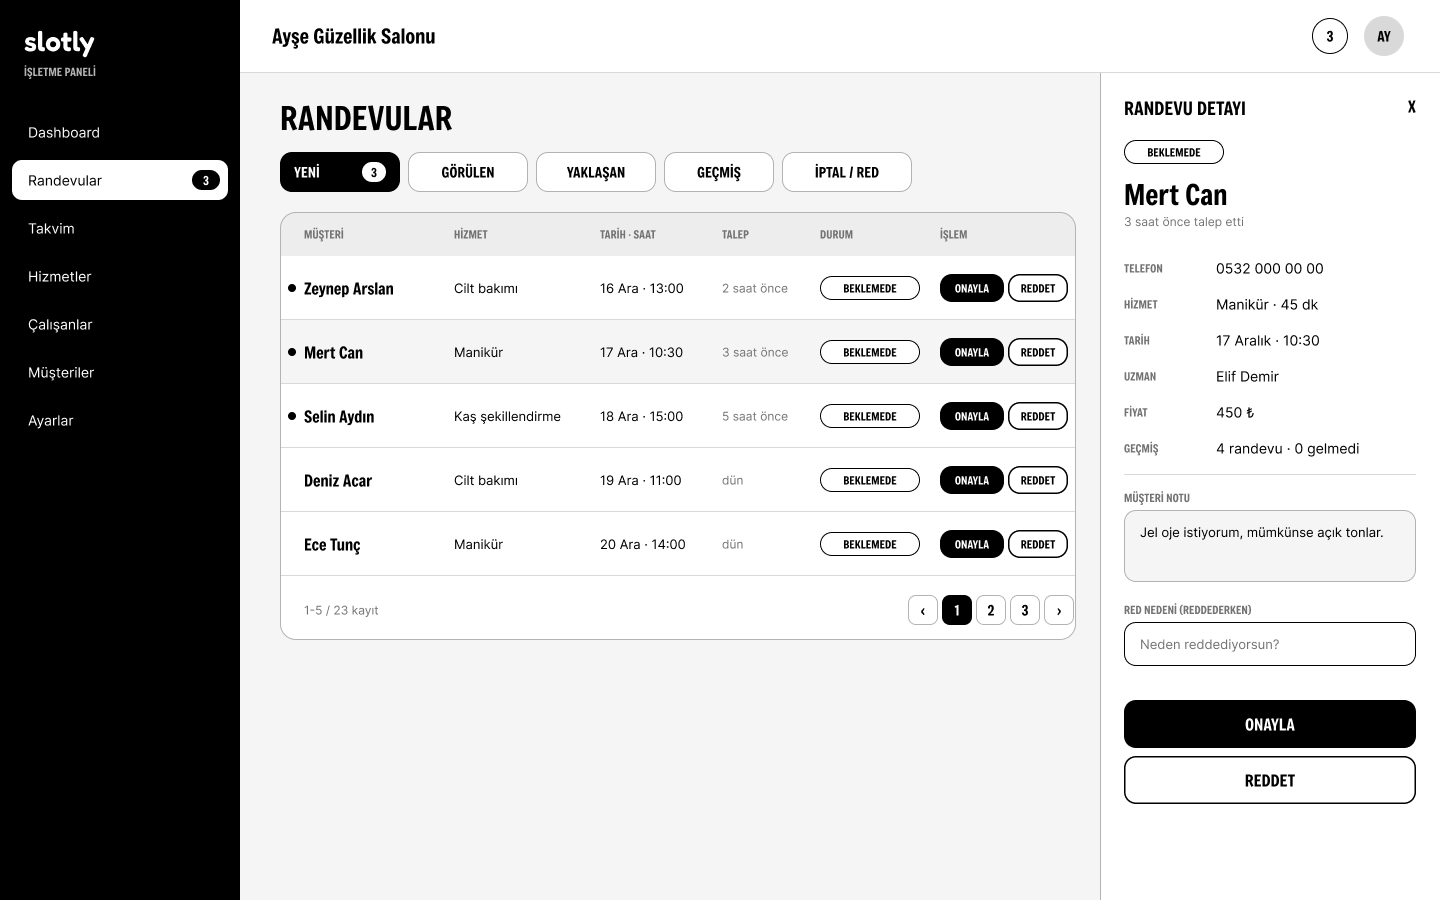 slotly
İŞLETME PANELİ
Dashboard
Randevular 3
Takvim
Hizmetler
Çalışanlar
Müşteriler
Ayarlar
Ayşe Güzellik Salonu
3 AY
RANDEVULAR
YENİ 3 GÖRÜLEN YAKLAŞAN GEÇMİŞ İPTAL / RED
MÜŞTERİ HİZMET TARİH · SAAT TALEP DURUM İŞLEM
Zeynep Arslan Cilt bakımı 16 Ara · 13:00 2 saat önce BEKLEMEDE ONAYLA REDDET
Mert Can Manikür 17 Ara · 10:30 3 saat önce BEKLEMEDE ONAYLA REDDET
Selin Aydın Kaş şekillendirme 18 Ara · 15:00 5 saat önce BEKLEMEDE ONAYLA REDDET
Deniz Acar Cilt bakımı 19 Ara · 11:00 dün BEKLEMEDE ONAYLA REDDET
Ece Tunç Manikür 20 Ara · 14:00 dün BEKLEMEDE ONAYLA REDDET
1-5 / 23 kayıt ‹ 1 2 3 ›
RANDEVU DETAYI X
BEKLEMEDE
Mert Can
3 saat önce talep etti
TELEFON 0532 000 00 00
HİZMET Manikür · 45 dk
TARİH 17 Aralık · 10:30
UZMAN Elif Demir
FİYAT 450 ₺
GEÇMİŞ 4 randevu · 0 gelmedi
MÜŞTERİ NOTU
Jel oje istiyorum, mümkünse açık tonlar.
RED NEDENİ (REDDEDERKEN)
Neden reddediyorsun?
ONAYLA
REDDET